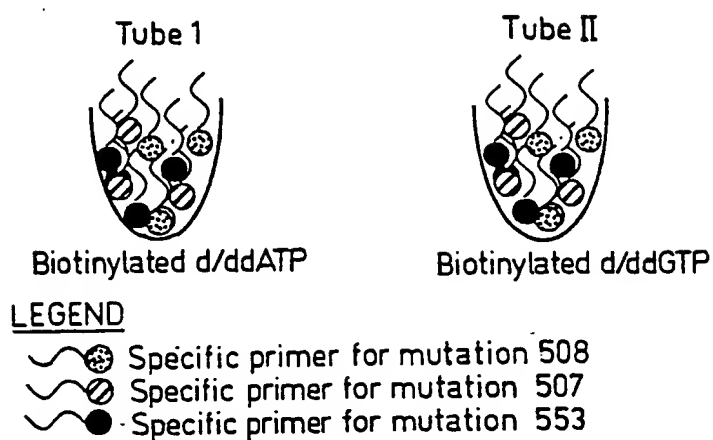 Tube 1
Tube II
Biotinylated d/ddATP
Biotinylated d/ddGTP
LEGEND
Specific primer for mutation 508
Specific primer for mutation 507
Specific primer for mutation 553